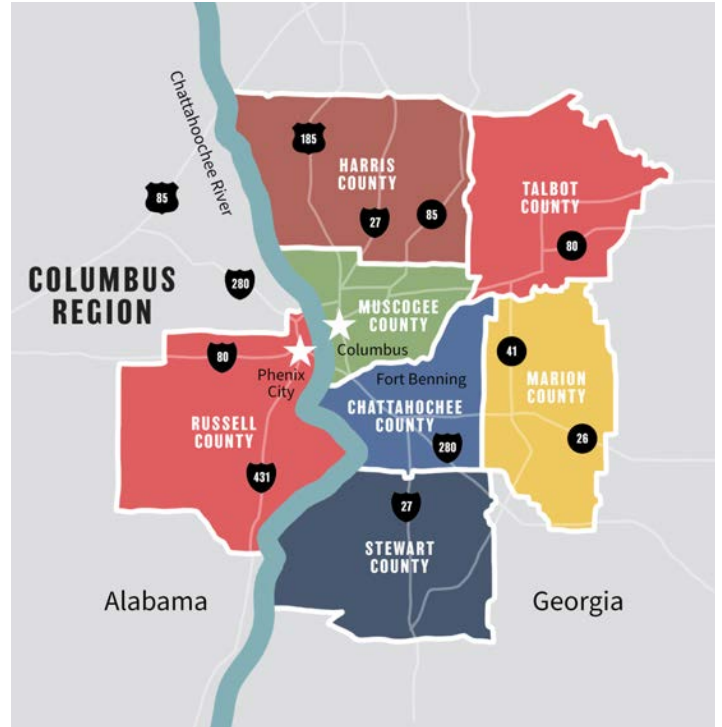 Chattahoochee River
185
HARRIS
COUNTY
27
85
TALBOT
COUNTY
80
85
280
COLUMBUS
REGION
MUSCOGEE
COUNTY
Columbus
80
Phenix
City
Fort Benning
41
MARION
COUNTY
26
RUSSELL
COUNTY
431
CHATTAHOCHEE
COUNTY
280
27
STEWART
COUNTY
Alabama
Georgia